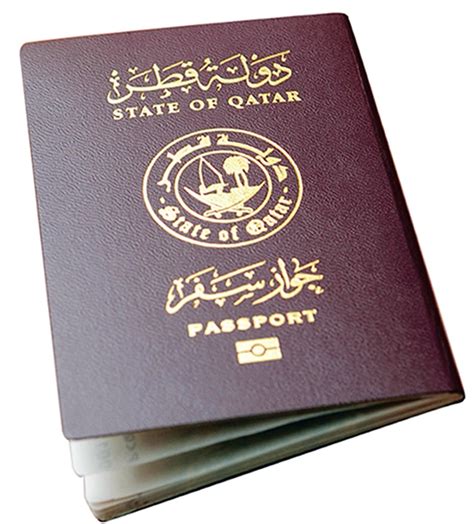 دولة قطر
STATE OF QATAR
دولة قطر
State of Qatar
جواز سفر
PASSPORT